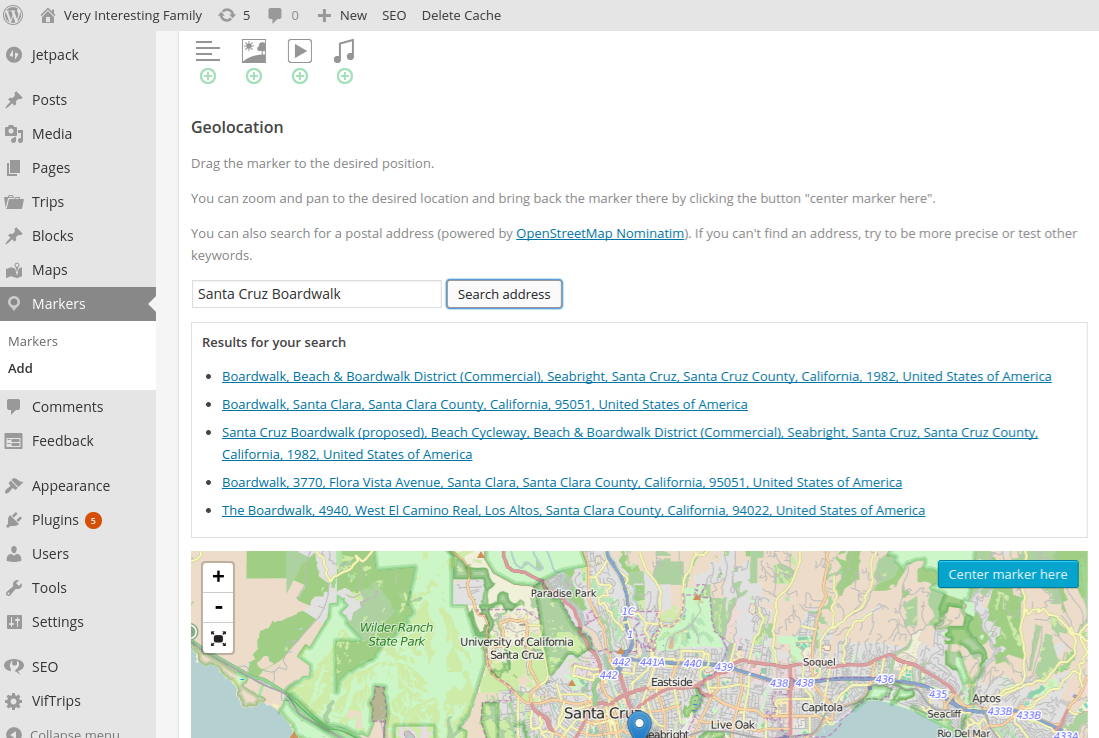 Very Interesting Family 5 0 New SEO Delete Cache
Jetpack
Posts
Media
Pages
Trips
Blocks
Maps
Markers
Markers
Add
Comments
Feedback
Appearance
Plugins 5
Users
Tools
Settings
SEO
VifTrips
Collapse menu
Geolocation
Drag the marker to the desired position.
You can zoom and pan to the desired location and bring back the marker there by clicking the button "center marker here".
You can also search for a postal address (powered by OpenStreetMap Nominatim). If you can't find an address, try to be more precise or test other
keywords.
Santa Cruz Boardwalk Search address
Results for your search
Boardwalk, Beach & Boardwalk District (Commercial), Seabright, Santa Cruz, Santa Cruz County, California, 1982, United States of America
Boardwalk, Santa Clara, Santa Clara County, California, 95051, United States of America
Santa Cruz Boardwalk (proposed), Beach Cycleway, Beach & Boardwalk District (Commercial), Seabright, Santa Cruz, Santa Cruz County,
California, 1982, United States of America
Boardwalk, 3770, Flora Vista Avenue, Santa Clara, Santa Clara County, California, 95051, United States of America
The Boardwalk, 4940, West El Camino Real, Los Altos, Santa Clara County, California, 94022, United States of America
+
-
Center marker here
Paradise Park
1C
1
Wilder Ranch
State Park
University of California
Santa Cruz
442 441A 440 439
442
Soquel
Eastside
438 438 436
435
Aptos
Santa Cruz
Capitola
Seacliff
433B 433B
Live Oak
Seabright
Rio Del Mar
433A